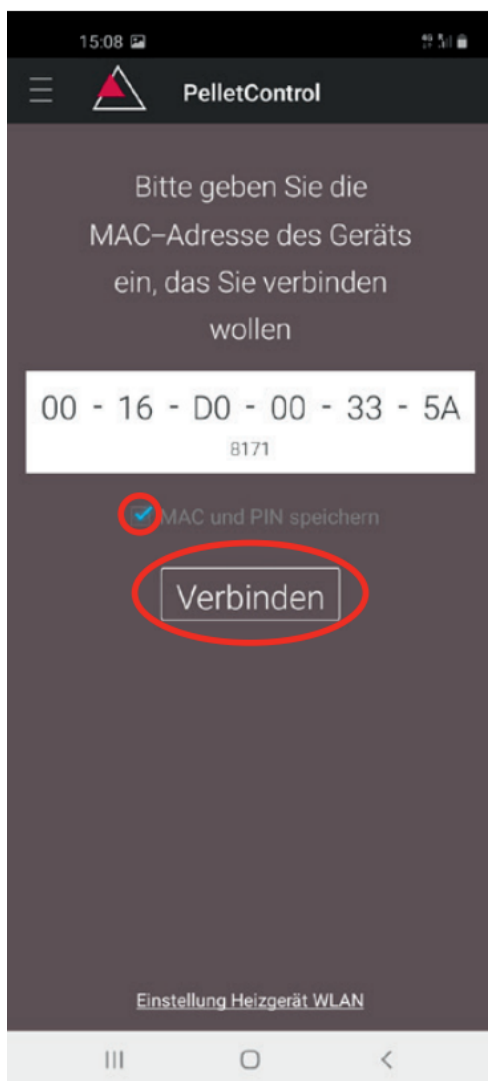 15:08
PelletControl
Bitte geben Sie die
MAC–Adresse des Geräts
ein, das Sie verbinden
wollen
00 - 16 - D0 - 00 - 33 - 5A
8171
MAC und PIN speichern
Verbinden
Einstellung Heizgerät WLAN